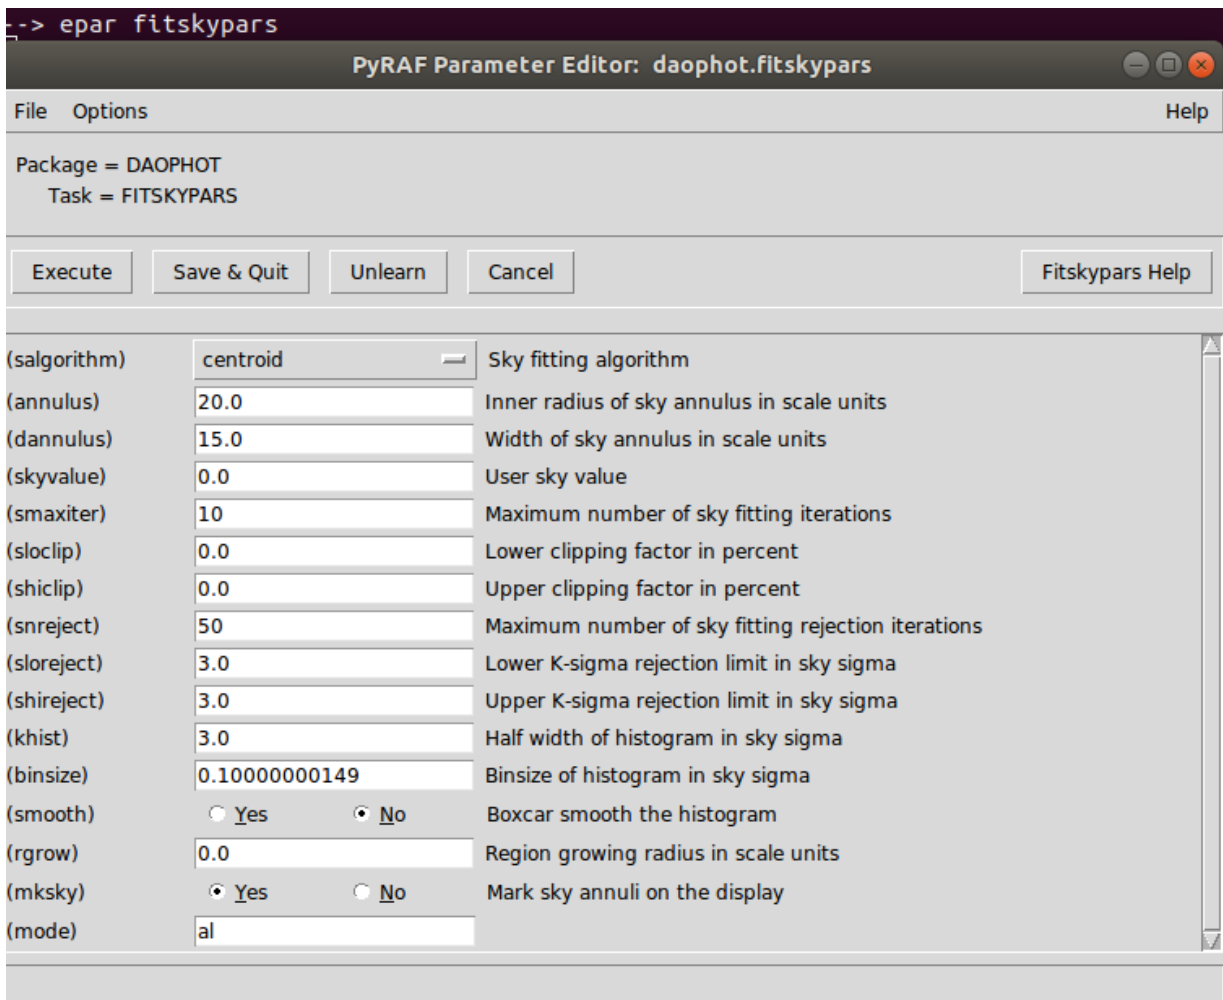 --> epar fitskypars
PyRAF Parameter Editor: daophot.fitskypars
File Options Help
Package = DAOPHOT
Task = FITSKYPARS
Execute Save & Quit Unlearn Cancel Fitskypars Help
(salgorithm) centroid Sky fitting algorithm
(annulus) 20.0 Inner radius of sky annulus in scale units
(dannulus) 15.0 Width of sky annulus in scale units
(skyvalue) 0.0 User sky value
(smaxiter) 10 Maximum number of sky fitting iterations
(sloclip) 0.0 Lower clipping factor in percent
(shiclip) 0.0 Upper clipping factor in percent
(snreject) 50 Maximum number of sky fitting rejection iterations
(sloreject) 3.0 Lower K-sigma rejection limit in sky sigma
(shireject) 3.0 Upper K-sigma rejection limit in sky sigma
(khist) 3.0 Half width of histogram in sky sigma
(binsize) 0.10000000149 Binsize of histogram in sky sigma
(smooth) Yes No Boxcar smooth the histogram
(rgrow) 0.0 Region growing radius in scale units
(mksky) Yes No Mark sky annuli on the display
(mode) al